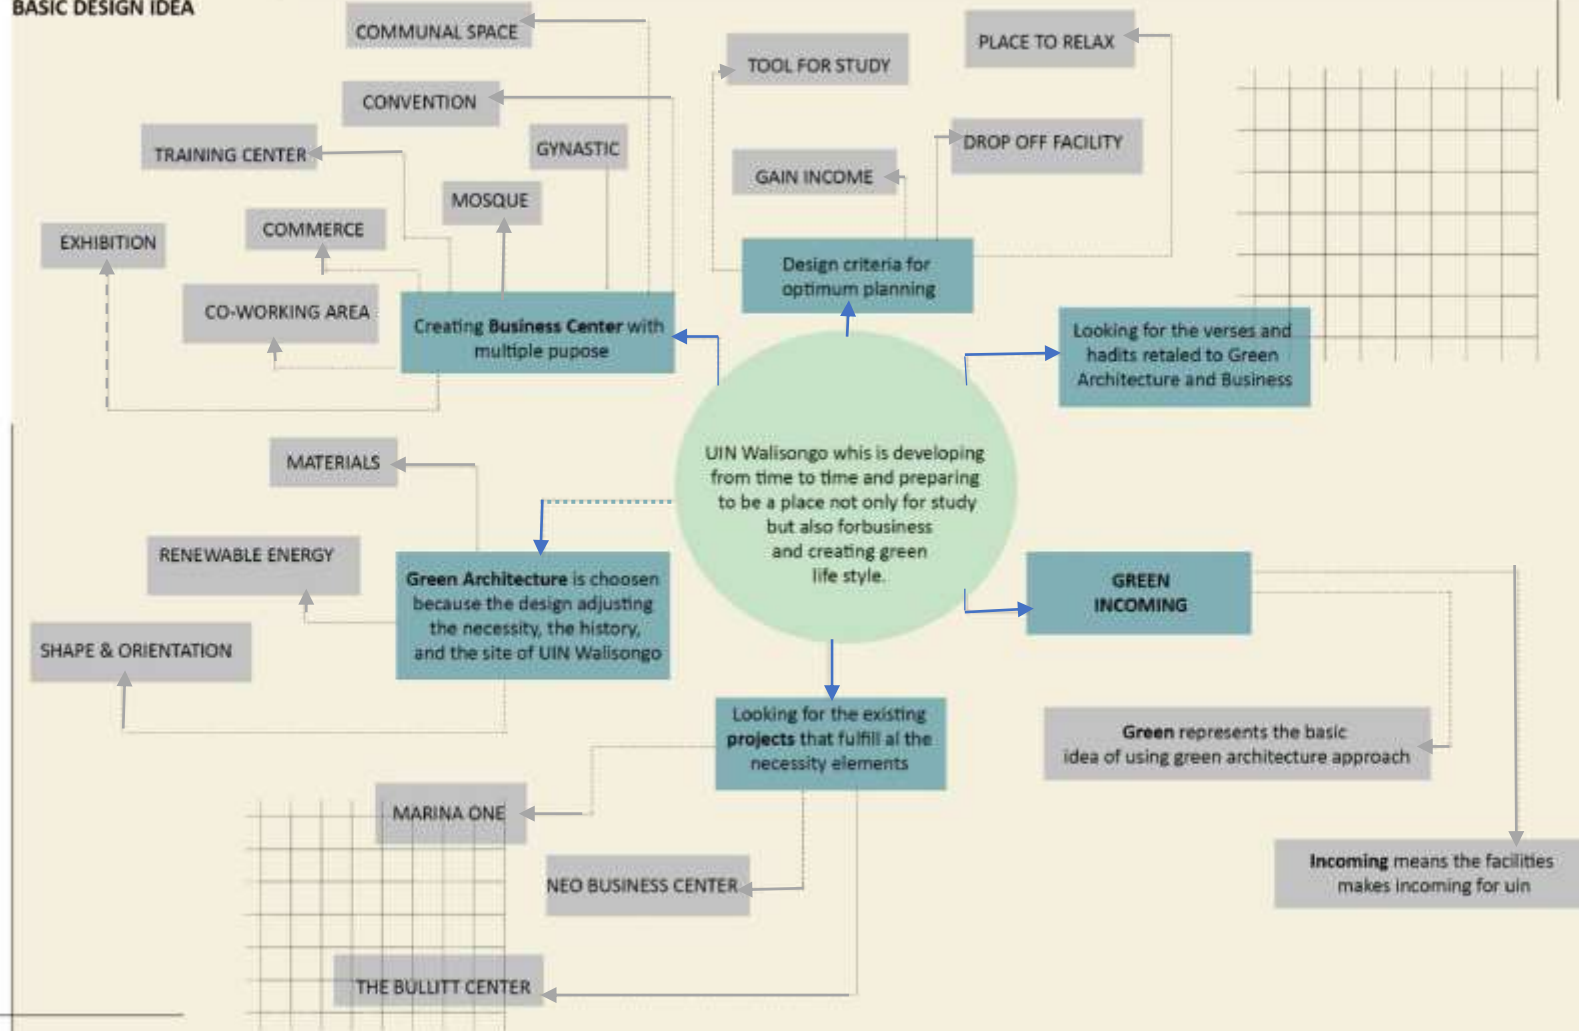 BASIC DESIGN IDEA
COMMUNAL SPACE
CONVENTION
TRAINING CENTER
GYNASTIC
MOSQUE
COMMERCE
EXHIBITION
CO-WORKING AREA
Creating Business Center with
multiple pupose
TOOL FOR STUDY
PLACE TO RELAX
GAIN INCOME
DROP OFF FACILITY
Design criteria for
optimum planning
Looking for the verses and
hadits retaled to Green
Architecture and Business
UIN Walisongo whis is developing
from time to time and preparing
to be a place not only for study
but also forbusiness
and creating green
life style.
MATERIALS
RENEWABLE ENERGY
SHAPE & ORIENTATION
Green Architecture is choosen
because the design adjusting
the necessity, the history,
and the site of UIN Walisongo
GREEN
INCOMING
Green represents the basic
idea of using green architecture approach
Incoming means the facilities
makes incoming for uin
Looking for the existing
projects that fulfill al the
necessity elements
MARINA ONE
NEO BUSINESS CENTER
THE BULLITT CENTER